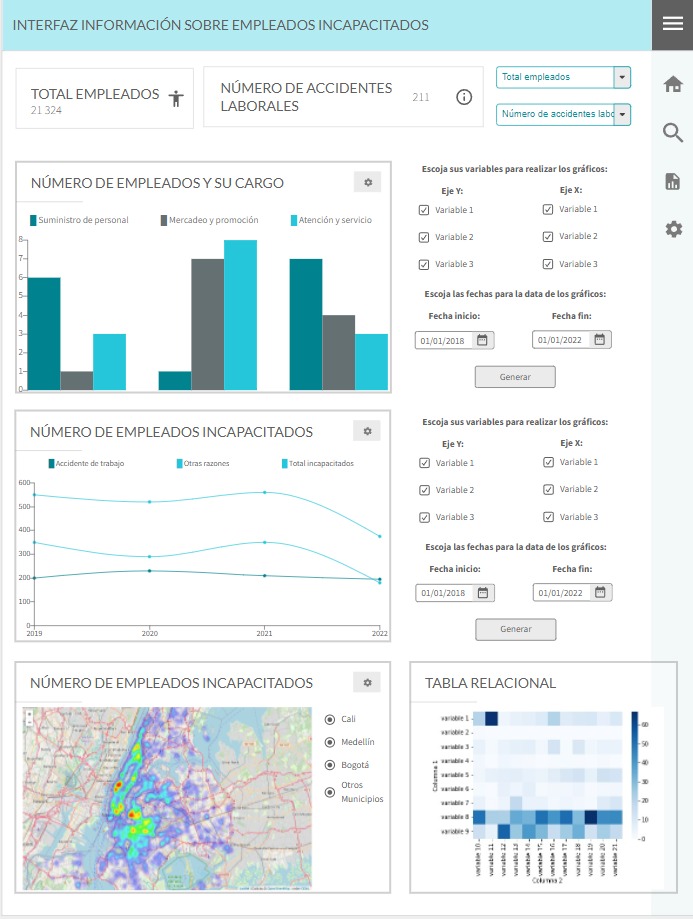 INTERFAZ INFORMACIÓN SOBRE EMPLEADOS INCAPACITADOS
TOTAL EMPLEADOS
21 324
NÚMERO DE ACCIDENTES
LABORALES
211
Total empleados
Número de accidentes labo
NÚMERO DE EMPLEADOS Y SU CARGO
Suministro de personal
Mercadeo y promoción
Atención y servicio
8
7
6
5
4
3
2
1
0
Escoja sus variables para realizar los gráficos:
Eje Y:
Eje X:
Variable 1
Variable 1
Variable 2
Variable 2
Variable 3
Variable 3
Escoja las fechas para la data de los gráficos:
Fecha inicio:
Fecha fin:
01/01/2018
01/01/2022
Generar
NÚMERO DE EMPLEADOS INCAPACITADOS
Accidente de trabajo
Otras razones
Total incapacitados
600
500
400
300
200
100
0
2019
2020
2021
2022
Escoja sus variables para realizar los gráficos:
Eje Y:
Eje X:
Variable 1
Variable 1
Variable 2
Variable 2
Variable 3
Variable 3
Escoja las fechas para la data de los gráficos:
Fecha inicio:
Fecha fin:
01/01/2018
01/01/2022
Generar
NÚMERO DE EMPLEADOS INCAPACITADOS
Cali
Medellín
Bogotá
Otros
Municipios
TABLA RELACIONAL
Columna 1
variable 1
variable 2
variable 3
variable 4
variable 5
variable 6
variable 7
variable 8
variable 9
60
50
40
30
20
10
0
variable 10
variable 11
variable 12
variable 13
variable 14
variable 15
variable 16
variable 17
variable 18
variable 19
variable 20
variable 21
Columna 2